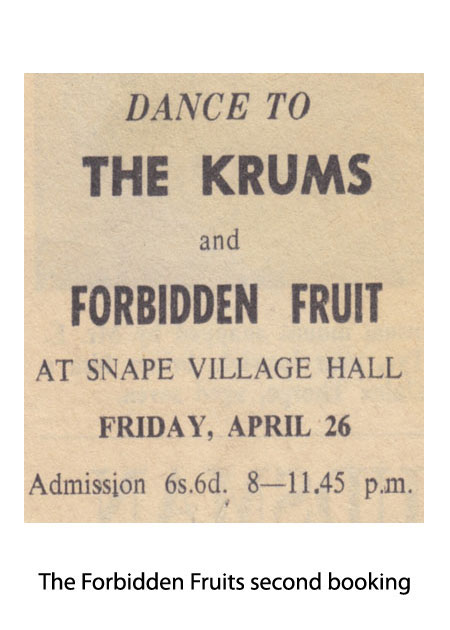 DANCE TO
THE KRUMS
and
FORBIDDEN FRUIT
AT SNAPE VILLAGE HALL
FRIDAY, APRIL 26
Admission 6s.6d. 8—11.45 p.m.
The Forbidden Fruits second booking